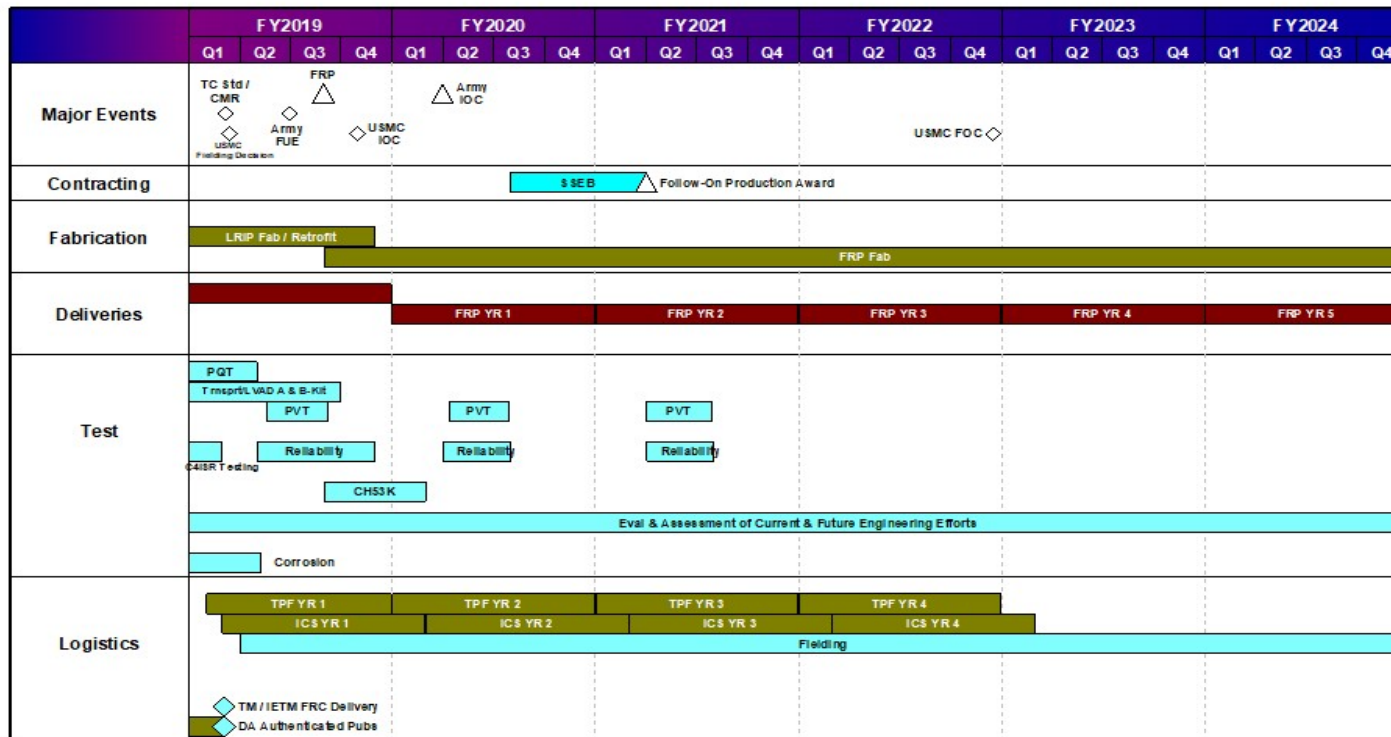 FY2019 FY2020 FY2021 FY2022 FY2023 FY2024
Q1 Q2 Q3 Q4 Q1 Q2 Q3 Q4 Q1 Q2 Q3 Q4 Q1 Q2 Q3 Q4 Q1 Q2 Q3 Q4 Q1 Q2 Q3 Q4
Major Events
TC Std /
CMR
USMC
Fielding Decision
Army
FUE
FRP
USMC
IOC
Army
IOC
USMC FOC
Contracting
SSEB
Follow-On Production Award
Fabrication
LRIP Fab / Retrofit
FRP Fab
Deliveries
FRP YR 1 FRP YR 2 FRP YR 3 FRP YR 4 FRP YR 5
Test
PQT
Trnsprt/LVAD A & B-Kit
PVT PVT PVT
Reliability Reliability Reliability
C4ISR Testing
CH53K
Eval & Assessment of Current & Future Engineering Efforts
Corrosion
Logistics
TPF YR 1 TPF YR 2 TPF YR 3 TPF YR 4
ICS YR 1 ICS YR 2 ICS YR 3 ICS YR 4
Fielding
TM / IETM FRC Delivery
DA Authenticated Pubs